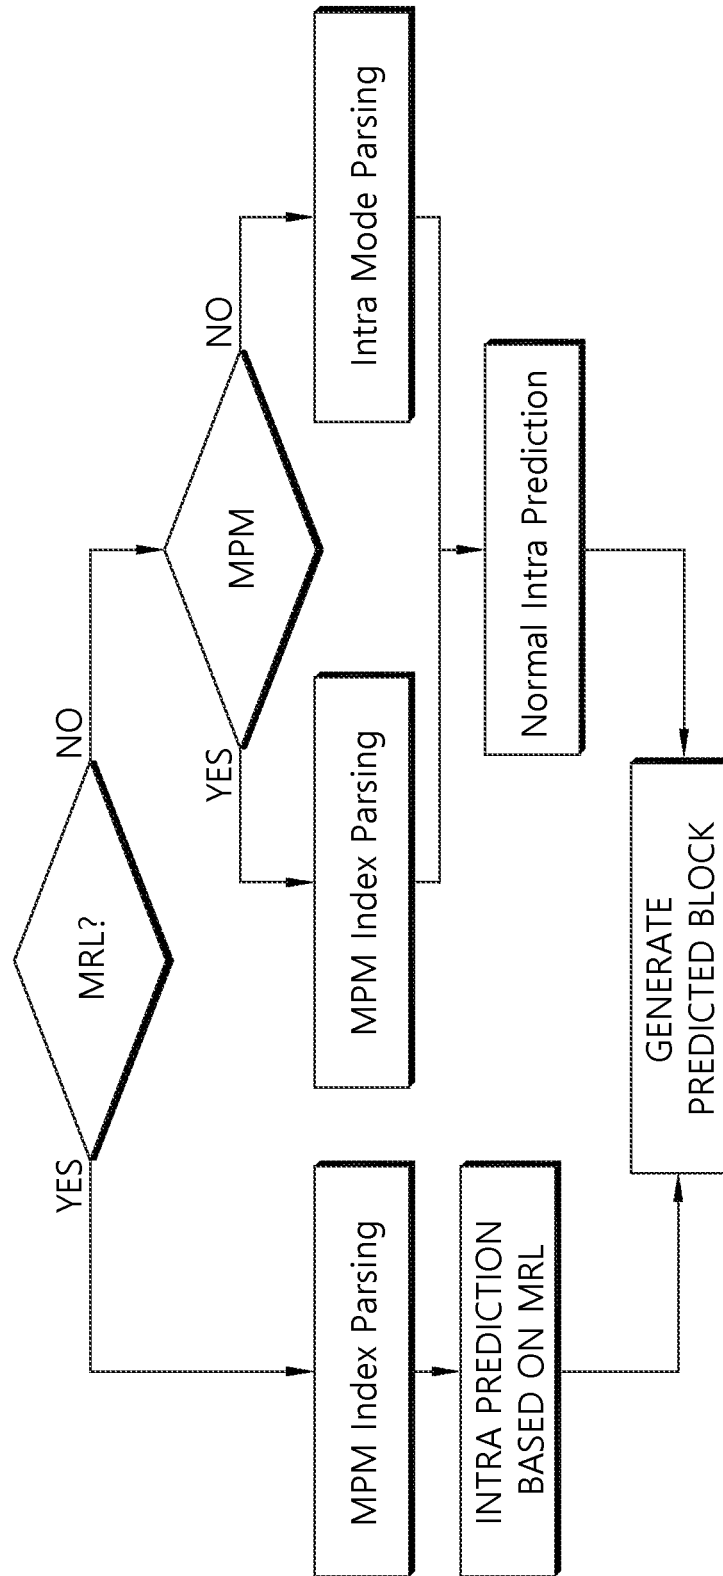 MRL?
YES
NO
MPM
YES
NO
MPM Index Parsing
MPM Index Parsing
Intra Mode Parsing
INTRA PREDICTION
BASED ON MRL
Normal Intra Prediction
GENERATE
PREDICTED BLOCK